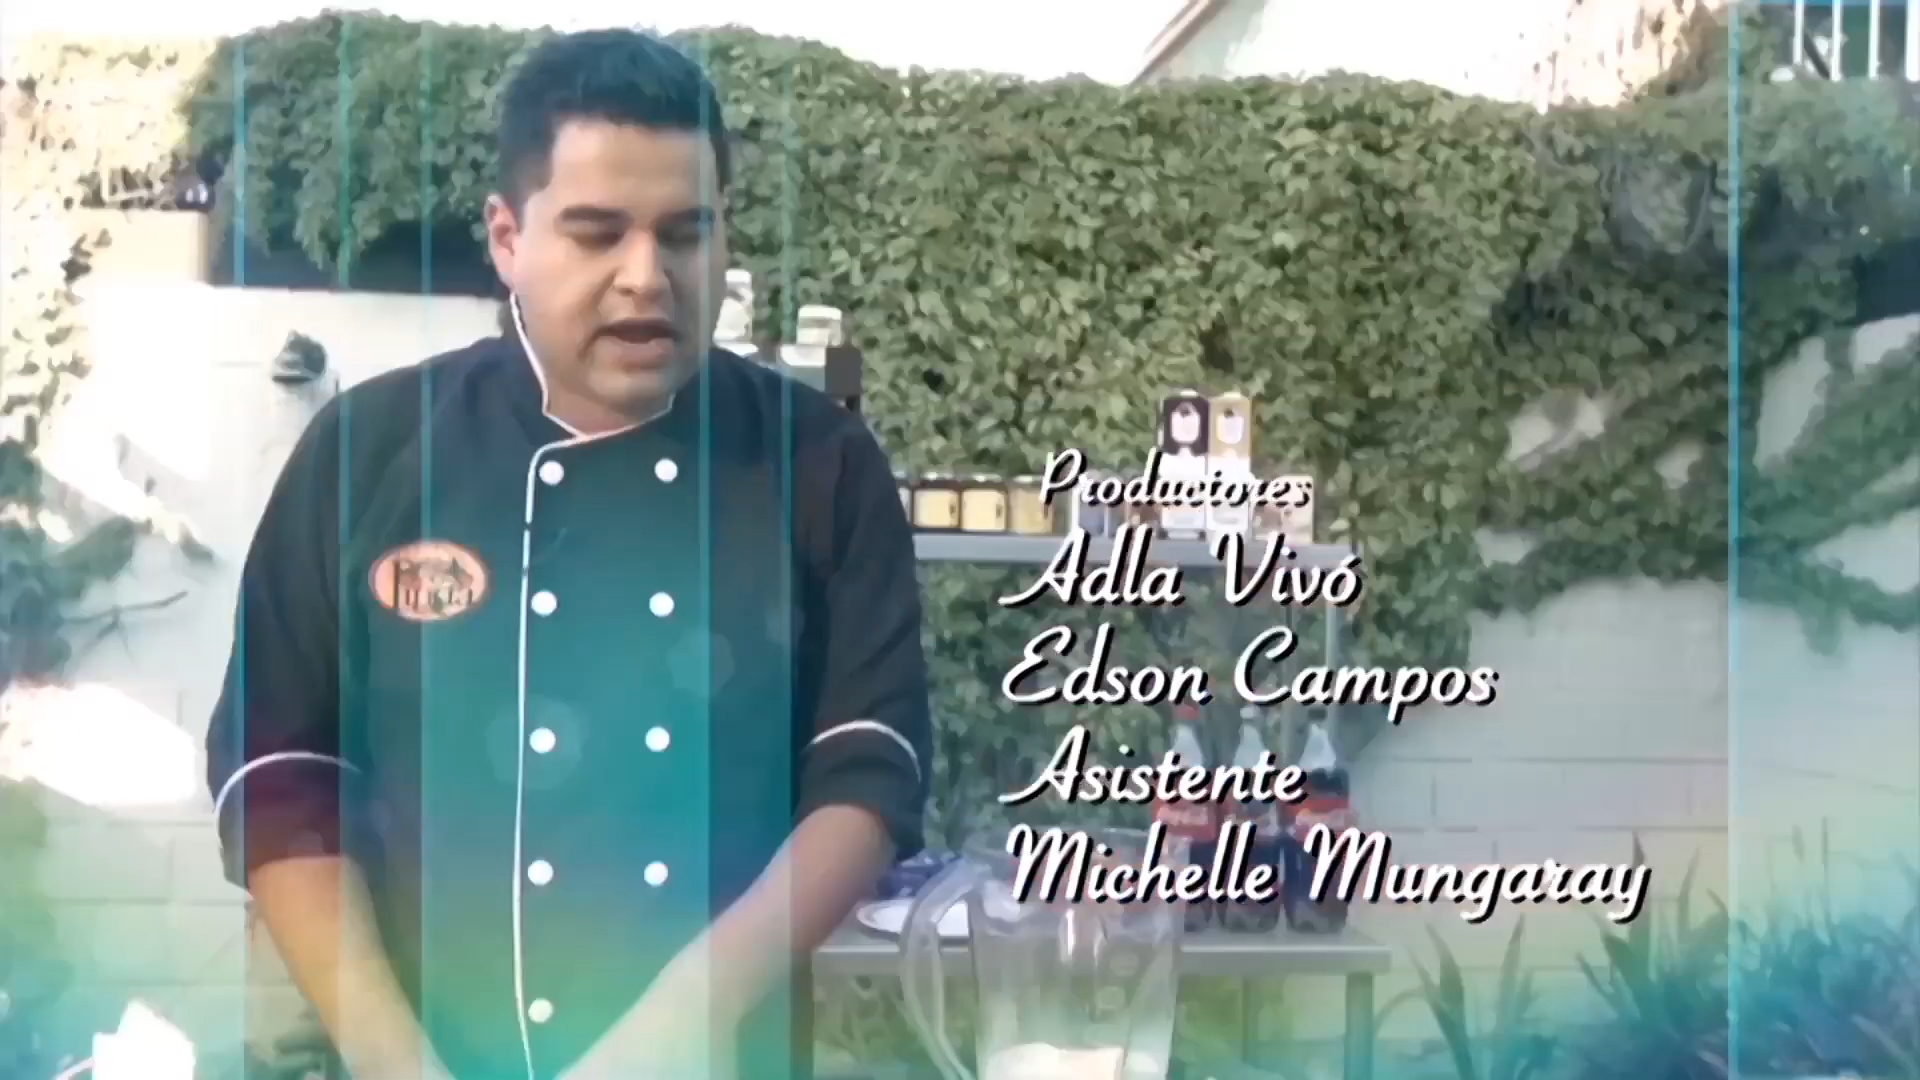 Productores
Adla Vivó
Edson Campos
Asistente
Michelle Mungaray